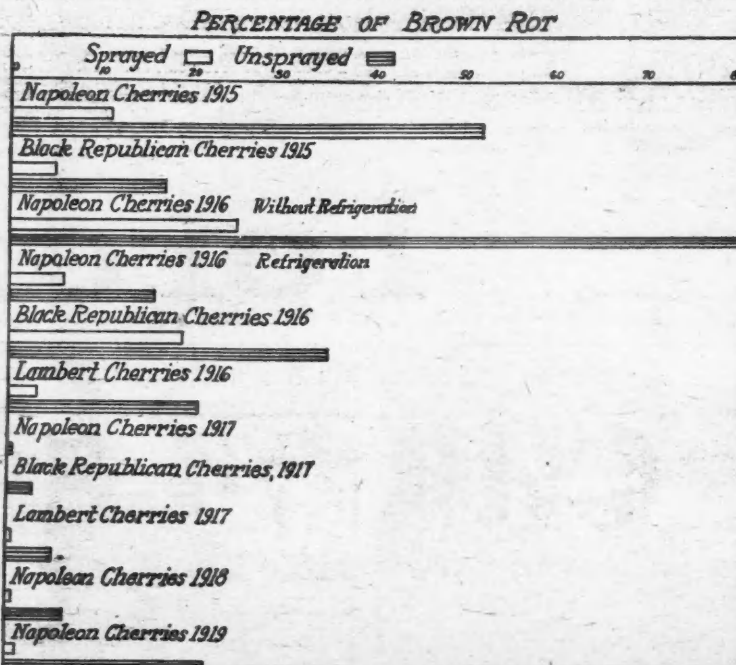 PERCENTAGE OF BROWN ROT
Sprayed Unsprayed
0 10 20 30 40 50 60 70 80
Napoleon Cherries 1915
Black Republican Cherries 1915
Napoleon Cherries 1916 Without Refrigeration
Napoleon Cherries 1916 Refrigeration
Black Republican Cherries 1916
Lambert Cherries 1916
Napoleon Cherries 1917
Black Republican Cherries, 1917
Lambert Cherries 1917
Napoleon Cherries 1918
Napoleon Cherries 1919